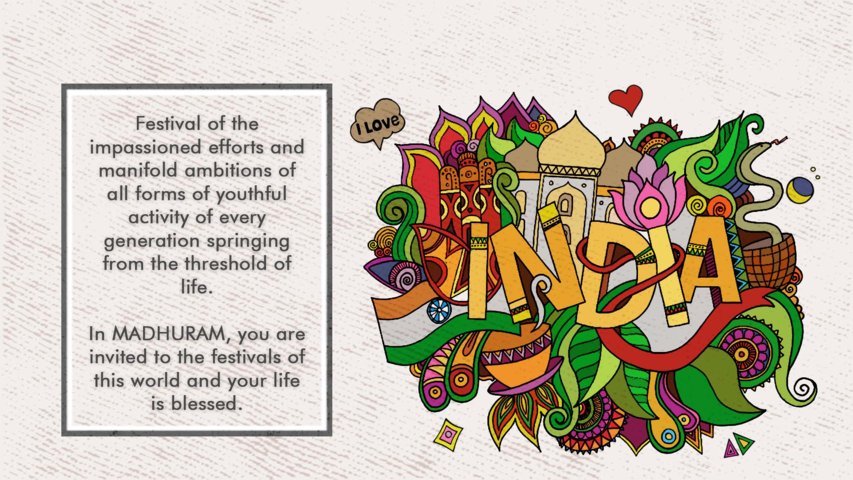 Festival of the
impassioned efforts and
manifold ambitions of
all forms of youthful
activity of every
generation springing
from the threshold of
life.
In MADHURAM, you are
invited to the festivals of
this world and your life
is blessed.
I LOVE
INDIA